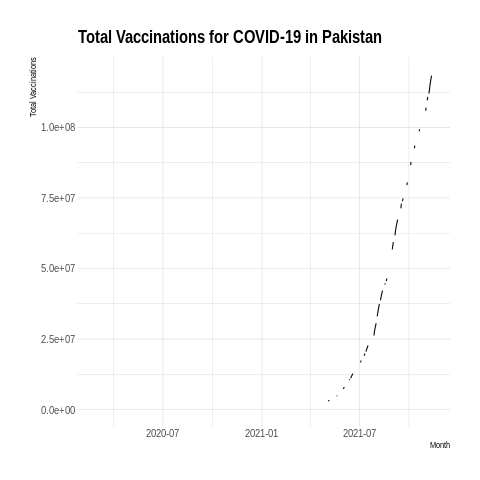 Total Vaccinations for COVID-19 in Pakistan
Total Vaccinations
1.0e+08
7.5e+07
5.0e+07
2.5e+07
0.0e+00
2020-07 2021-01 2021-07
Month